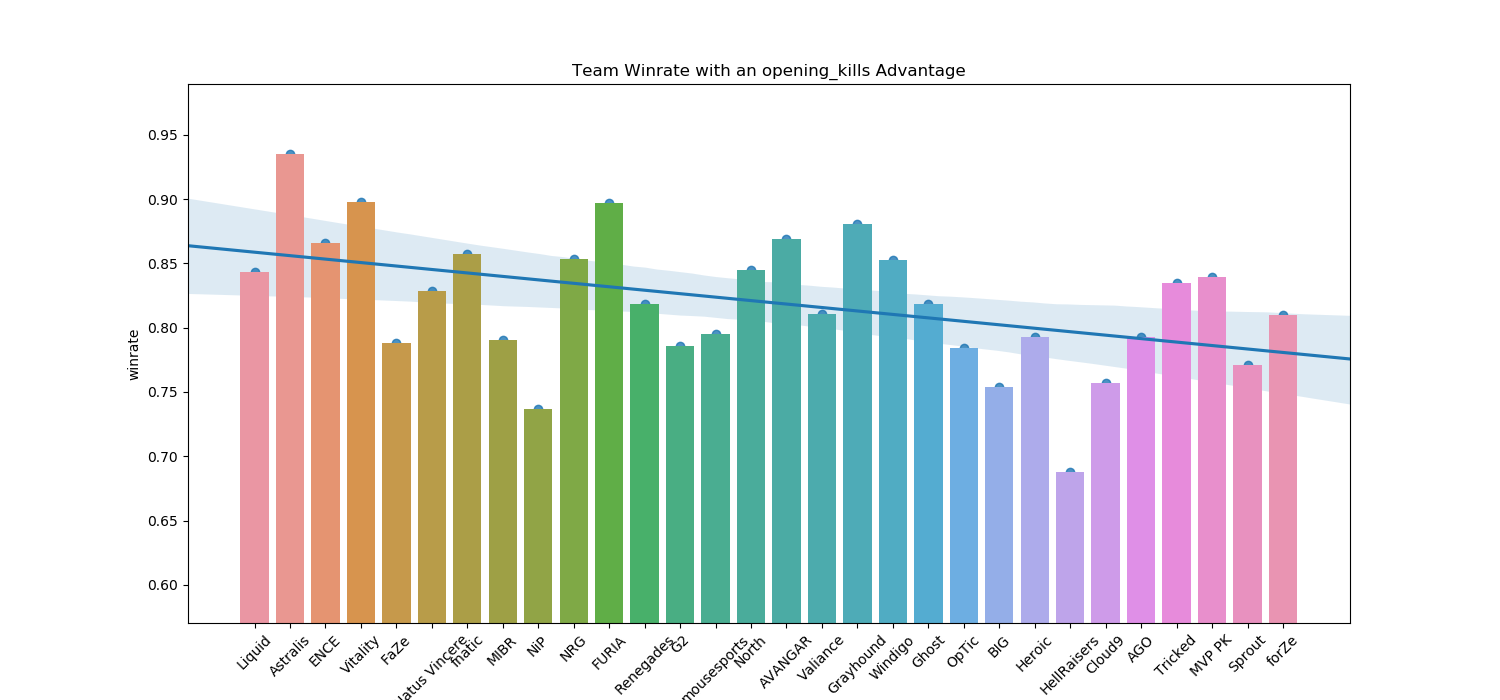 Team Winrate with an opening_kills Advantage
winrate
0.95
0.90
0.85
0.80
0.75
0.70
0.65
0.60
Liquid
Astralis
ENCE
Vitality
FaZe
Vincere
fnatic
MIBR
NiP
NRG
FURIA
Renegades
G2
mousesports
North
AVANGAR
Valiance
Grayhound
Windigo
Ghost
OpTic
BIG
Heroic
HellRaisers
Cloud9
AGO
Tricked
MVP PK
Sprout
forZe